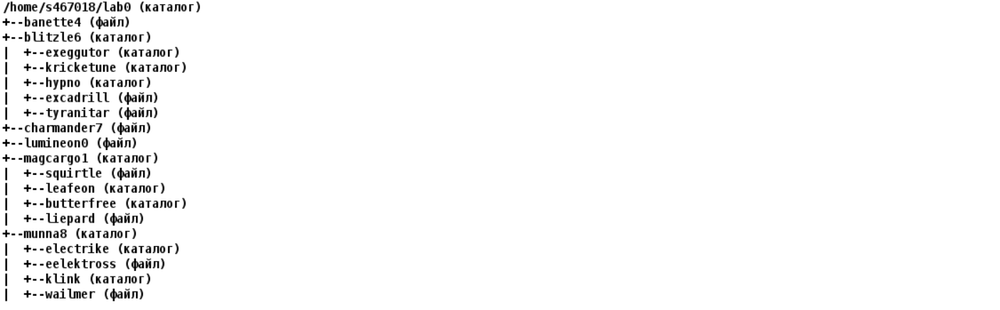 /home/s467018/lab0 (каталог)
+--banette4 (файл)
+--blitzle6 (каталог)
|  +--exeggutor (каталог)
|  +--kricketune (каталог)
|  +--hypno (каталог)
|  +--excadrill (файл)
|  +--tyranitar (файл)
+--charmander7 (файл)
+--lumineon0 (файл)
+--magcargo1 (каталог)
|  +--squirtle (файл)
|  +--leafeon (каталог)
|  +--butterfree (каталог)
|  +--liepard (файл)
+--munna8 (каталог)
|  +--electrike (каталог)
|  +--eelektross (файл)
|  +--klink (каталог)
|  +--wailmer (файл)